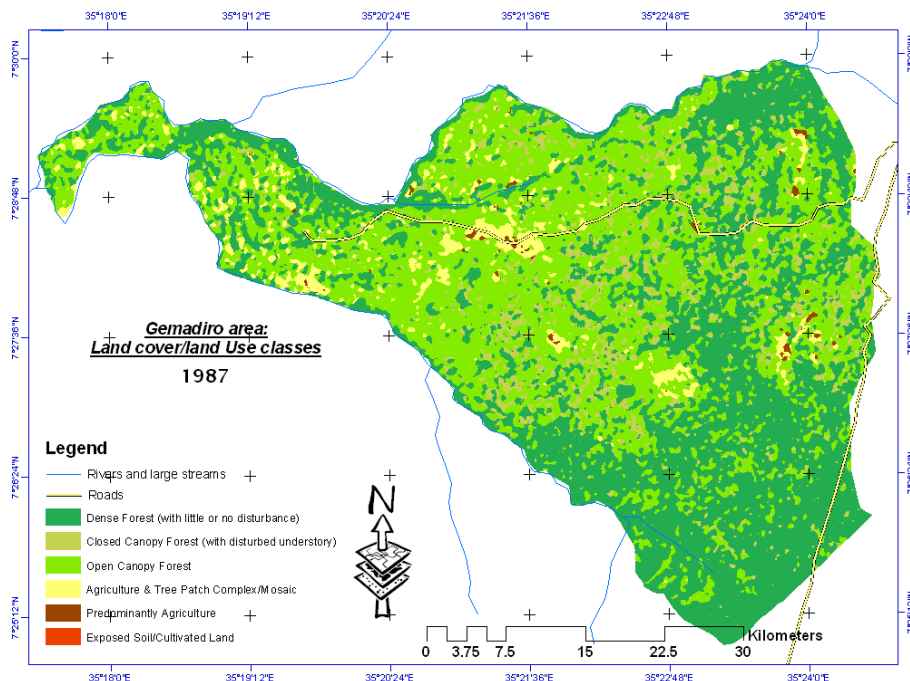 35°18'0"E 35°19'12"E 35°20'24"E 35°21'36"E 35°22'48"E 35°24'0"E
7°30'0"N
7°28'48"N
7°27'36"N
7°26'24"N
7°25'12"N
Gemadiro area:
Land cover/land Use classes
1987
Legend
Rivers and large streams
Roads
Dense Forest (with little or no disturbance)
Closed Canopy Forest (with disturbed understory)
Open Canopy Forest
Agriculture & Tree Patch Complex/Mosaic
Predominantly Agriculture
Exposed Soil/Cultivated Land
N
Kilometers
0 3.75 7.5 15 22.5 30
35°18'0"E 35°19'12"E 35°20'24"E 35°21'36"E 35°22'48"E 35°24'0"E